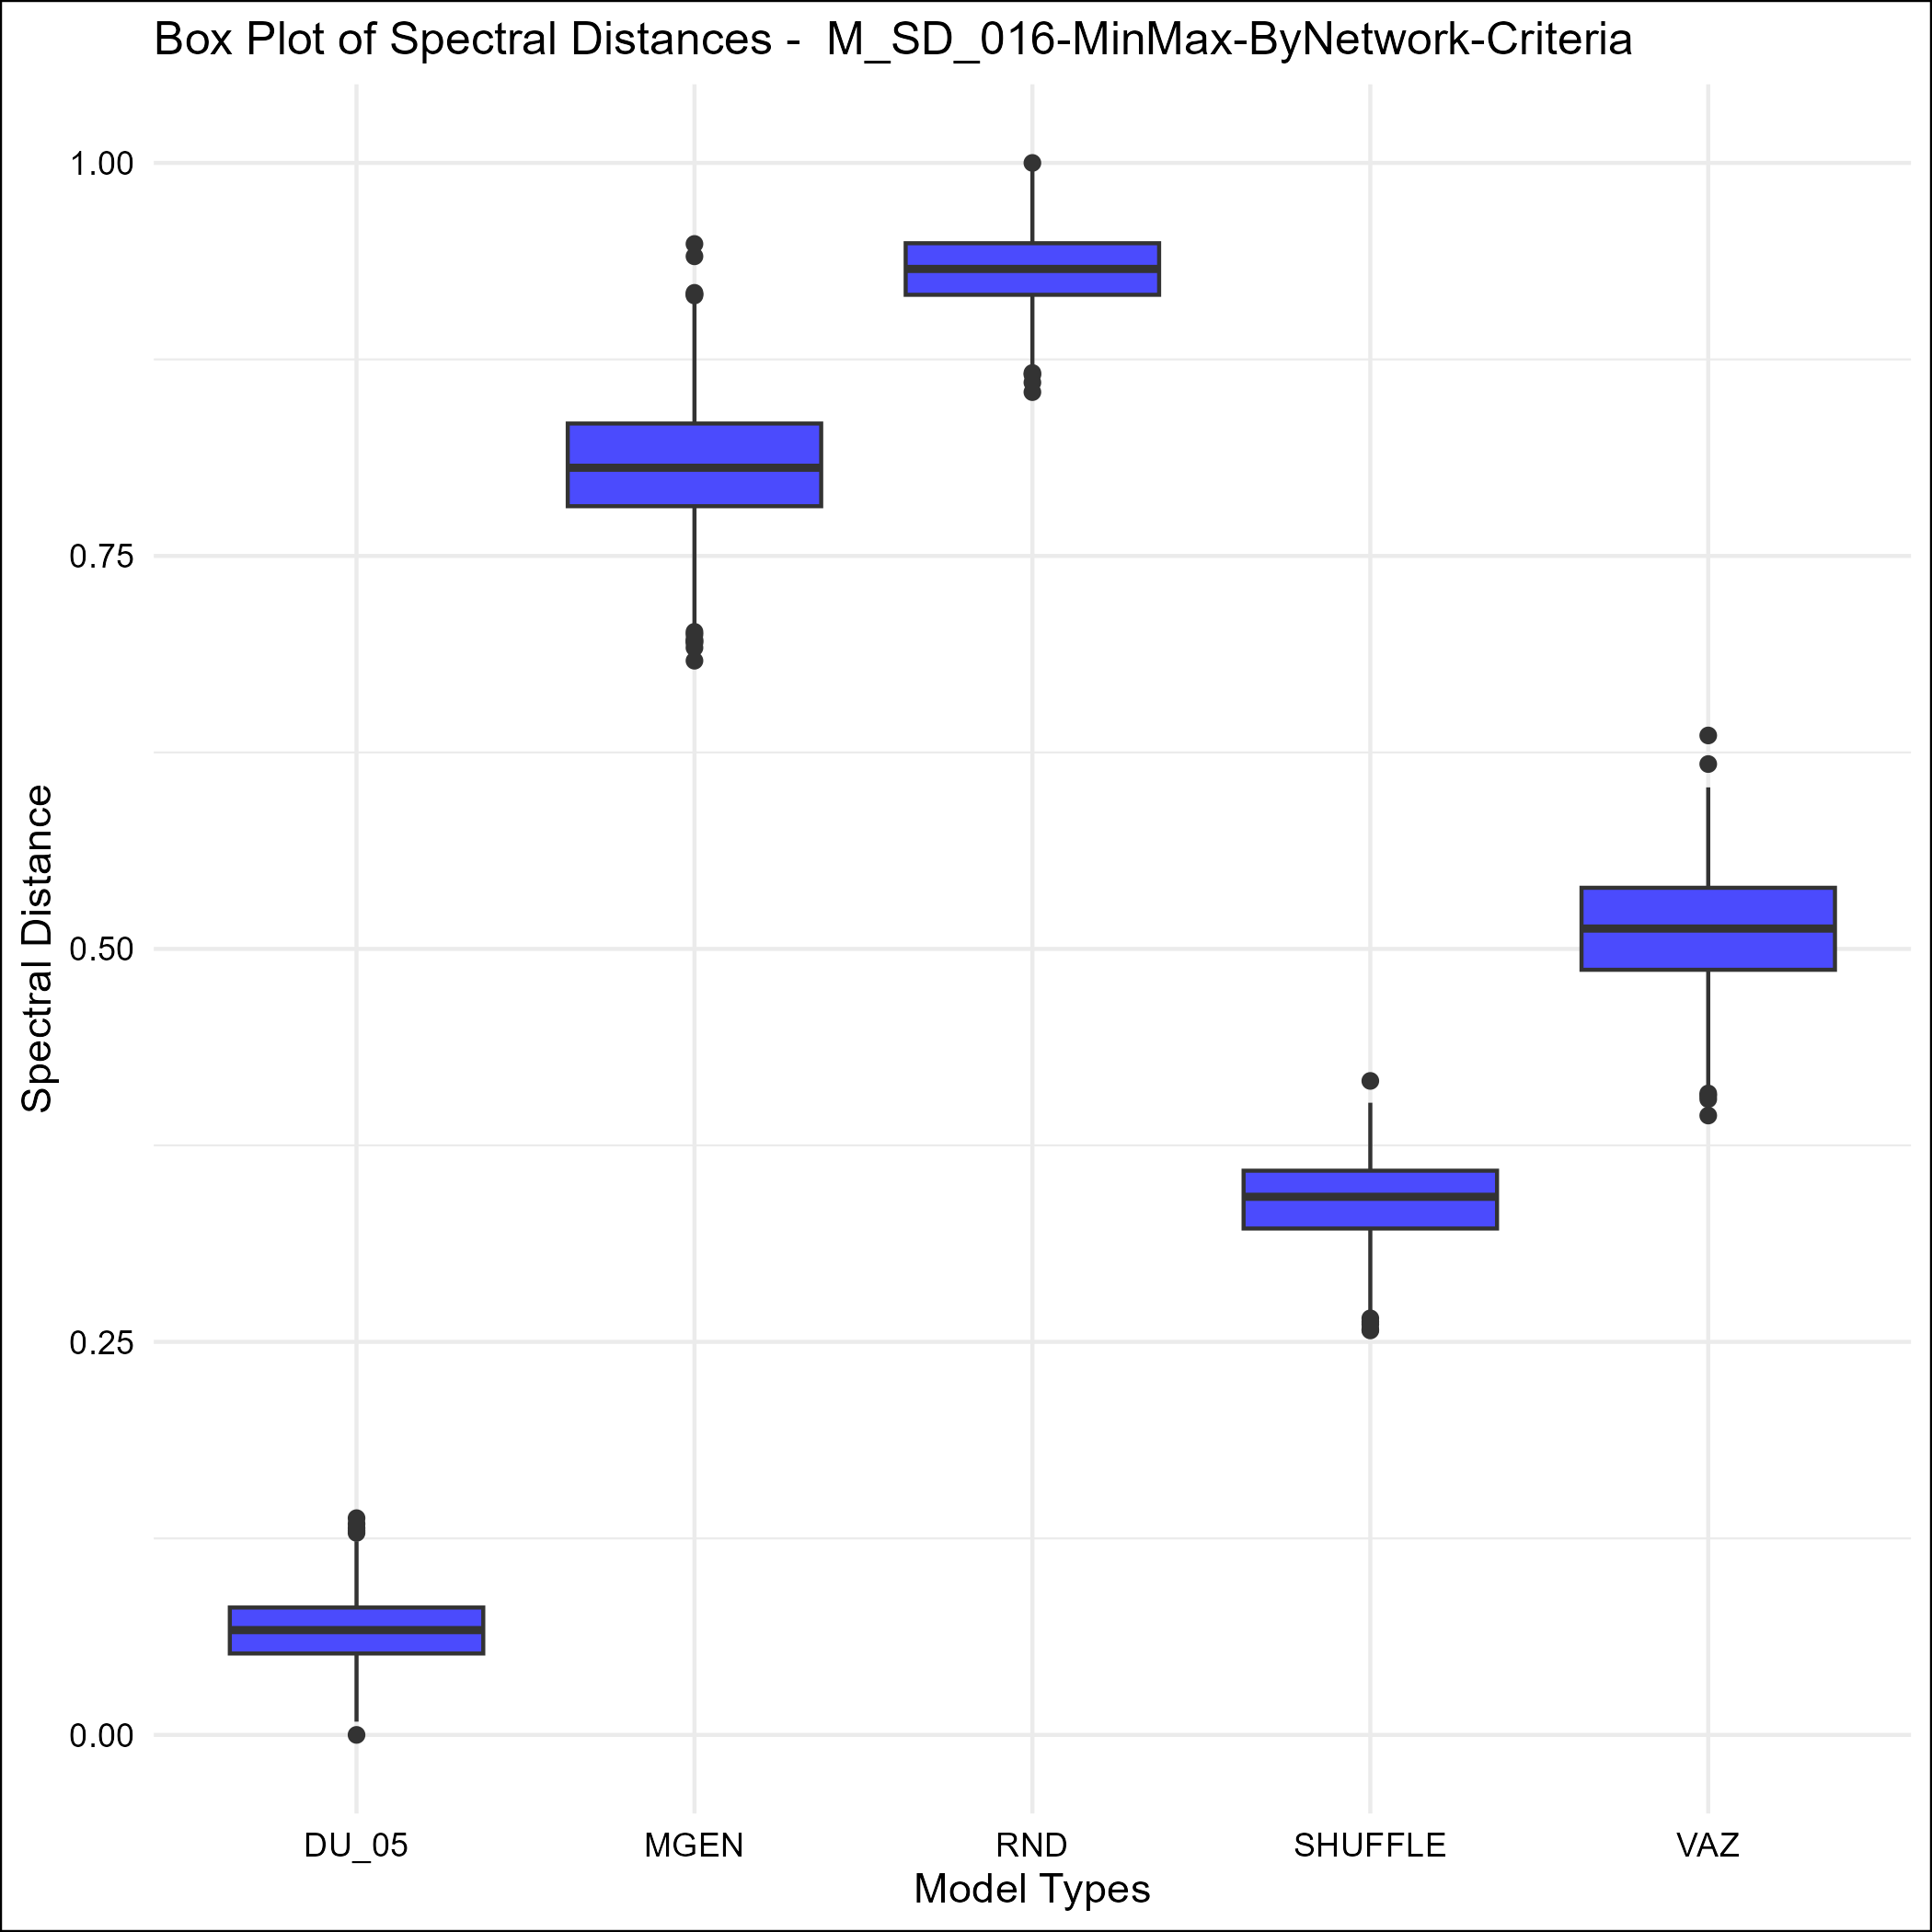 Box Plot of Spectral Distances -  M_SD_016-MinMax-ByNetwork-Criteria
Spectral Distance
1.00
0.75
0.50
0.25
0.00
DU_05 MGEN RND SHUFFLE VAZ
Model Types